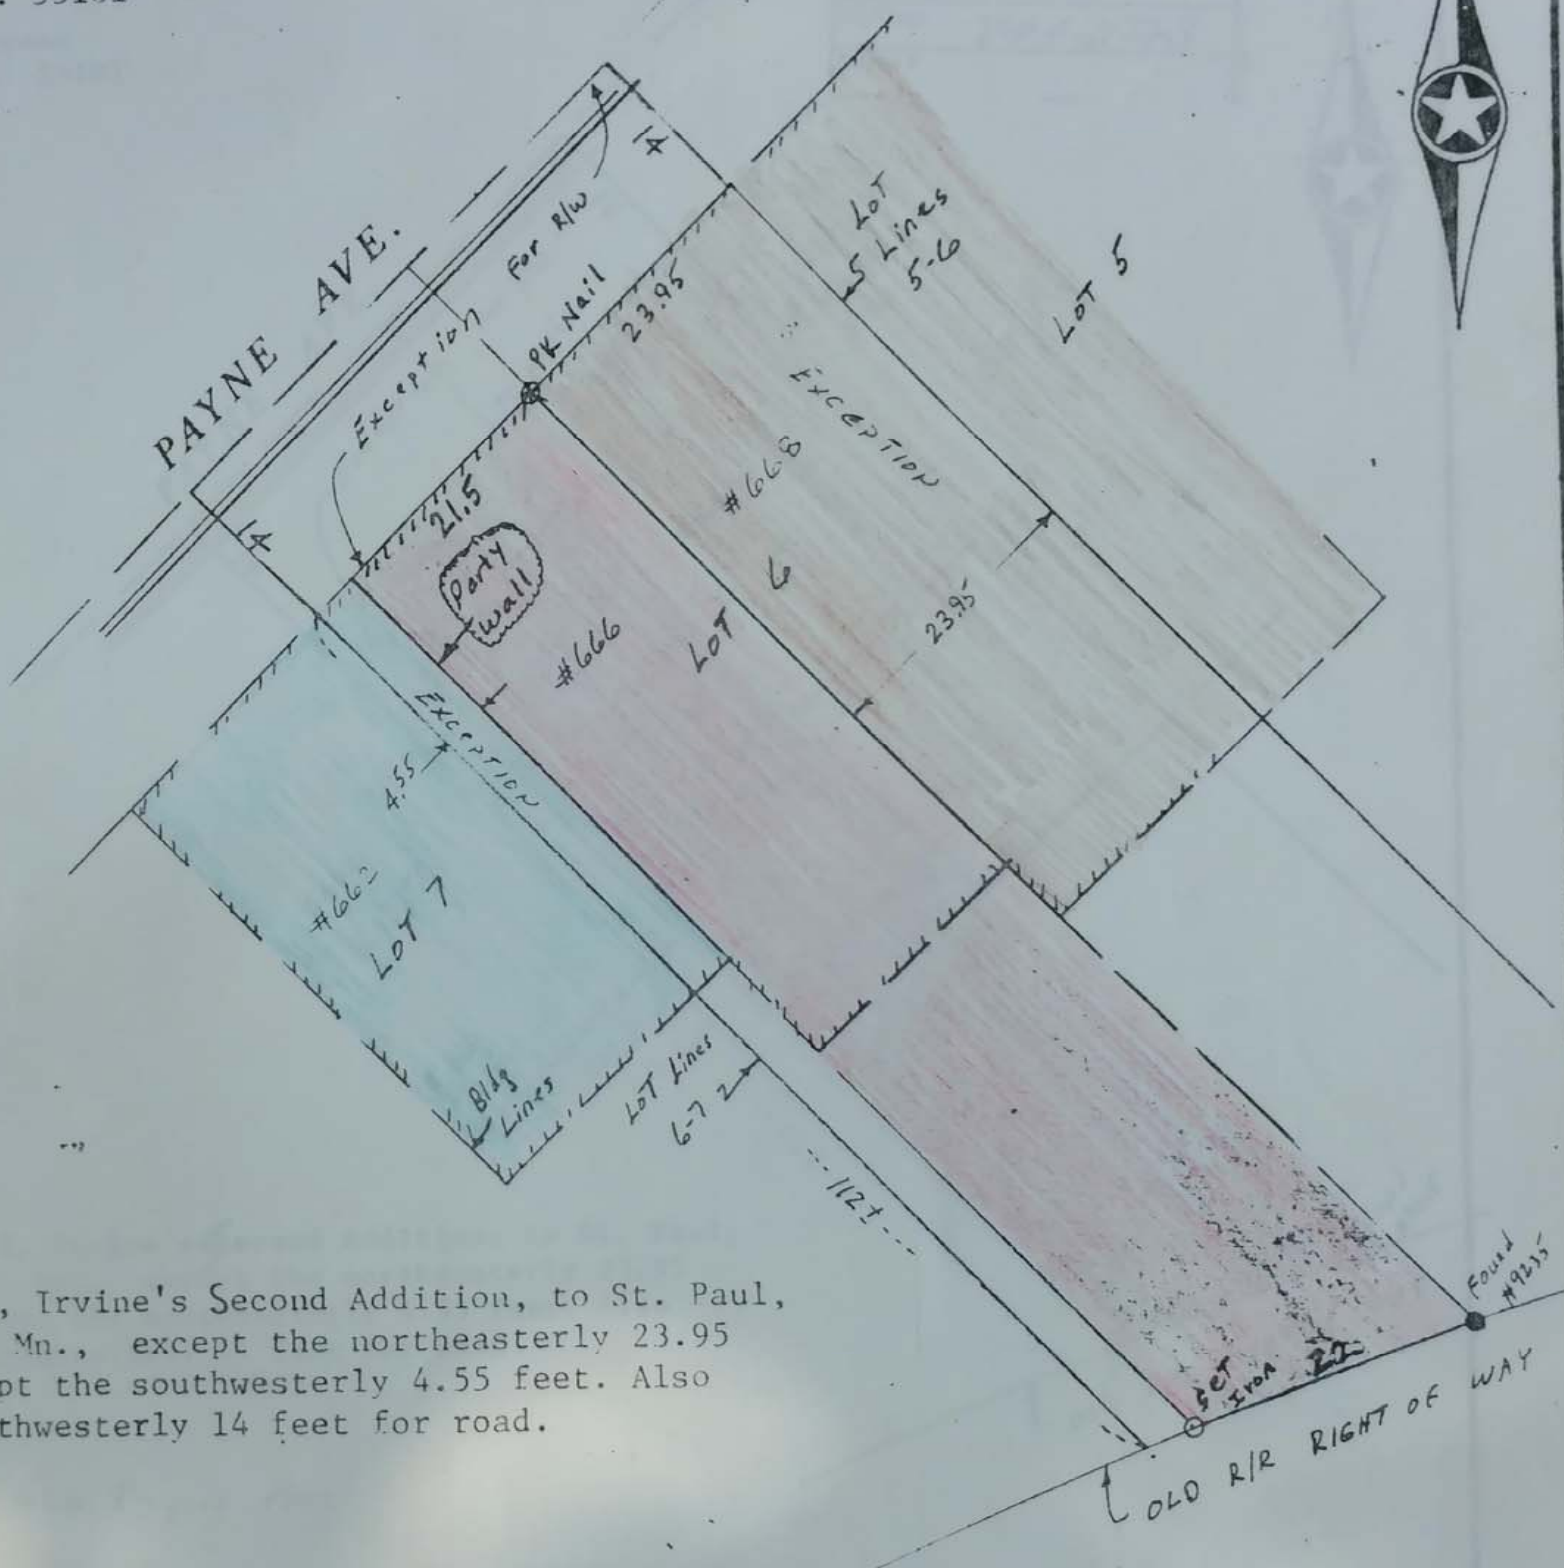 PAYNE AVE.
14
For R/W
Exception
PK Nail
23.95
Lot
Lines
5-6
LOT 5
EXCEPTION
#668
21.5
Party
Wall
#666
LOT 6
23.95
14
EXCEPTION
4.55
#662
LOT 7
Bldg
Lines
LOT Lines
6-7
---112±---
Found
#9235
Set
Iron
22
OLD R/R RIGHT OF WAY
, Irvine's Second Addition, to St. Paul,
Mn., except the northeasterly 23.95
pt the southwesterly 4.55 feet. Also
thwesterly 14 feet for road.